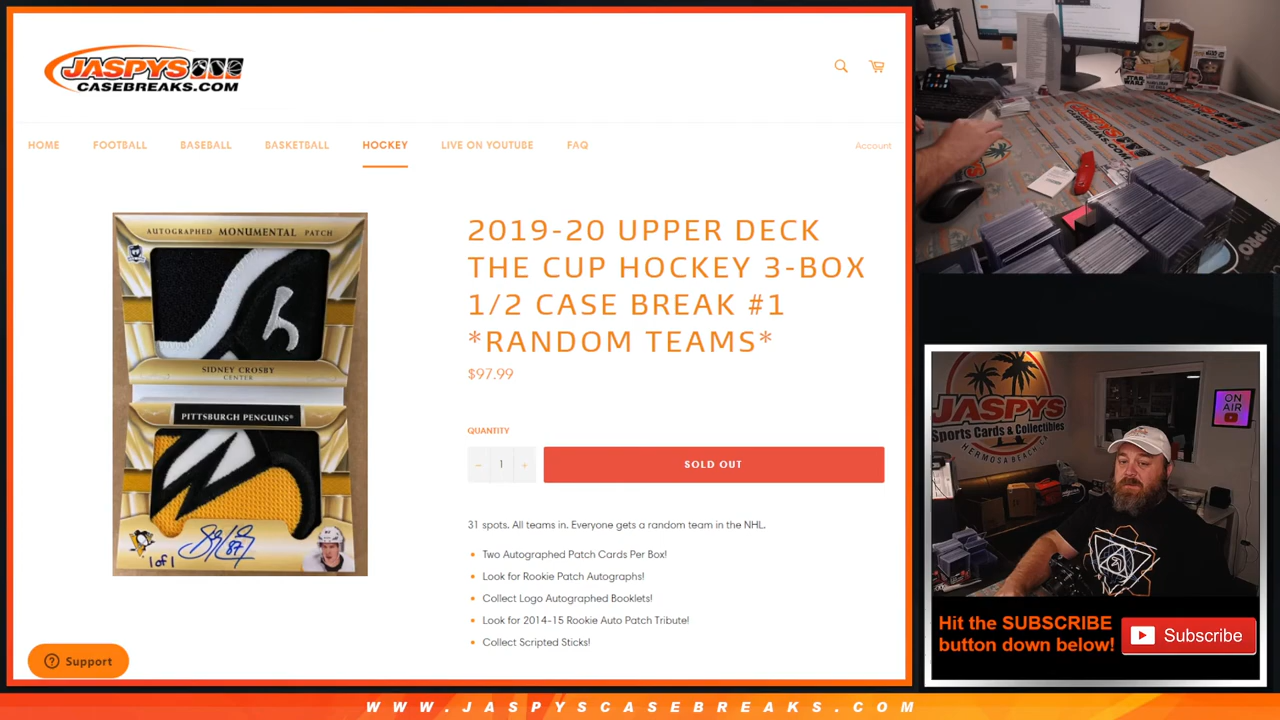 JASPYS
CASEBREAKS.COM
HOME
FOOTBALL
BASEBALL
BASKETBALL
HOCKEY
LIVE ON YOUTUBE
FAQ
Account
AUTOGRAPHED MONUMENTAL PATCH
SIDNEY CROSBY
CENTER
PITTSBURGH PENGUINS®
87
1 of 1
2019-20 UPPER DECK
THE CUP HOCKEY 3-BOX
1/2 CASE BREAK #1
*RANDOM TEAMS*
$97.99
QUANTITY
− 1 +
SOLD OUT
31 spots. All teams in. Everyone gets a random team in the NHL.
Two Autographed Patch Cards Per Box!
Look for Rookie Patch Autographs!
Collect Logo Autographed Booklets!
Look for 2014-15 Rookie Auto Patch Tribute!
Collect Scripted Sticks!
Support
STAR WARS
JASPYS
Sports Cards & Collectibles
HERMOSA BEACH CA
ON AIR
Hit the SUBSCRIBE
button down below!
Subscribe
WWW.JASPYSCASEBREAKS.COM